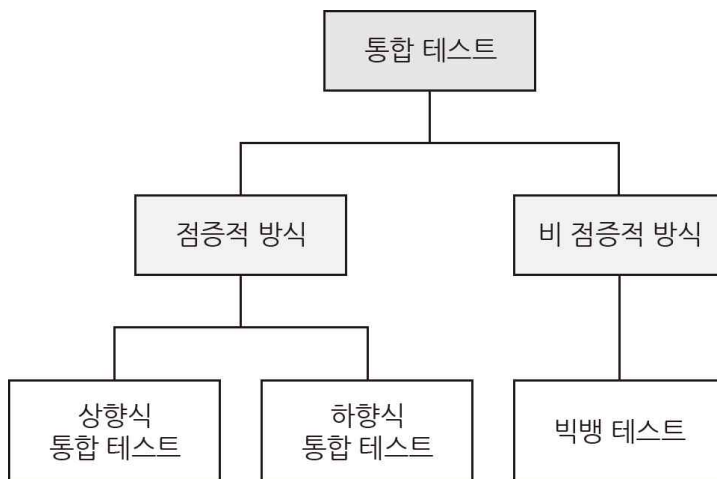 통합 테스트
점증적 방식
비 점증적 방식
상향식
통합 테스트
하향식
통합 테스트
빅뱅 테스트